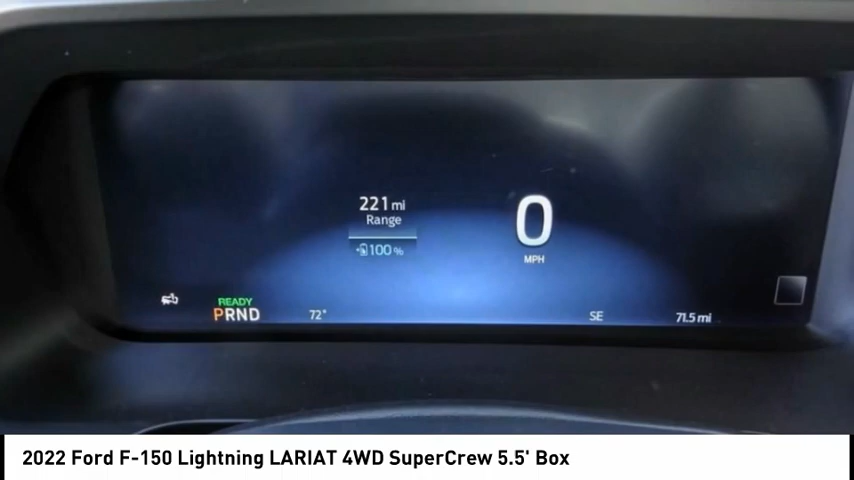 221 mi
Range
100 %
0
MPH
READY
PRND
72°
SE
71.5 mi
2022 Ford F-150 Lightning LARIAT 4WD SuperCrew 5.5' Box